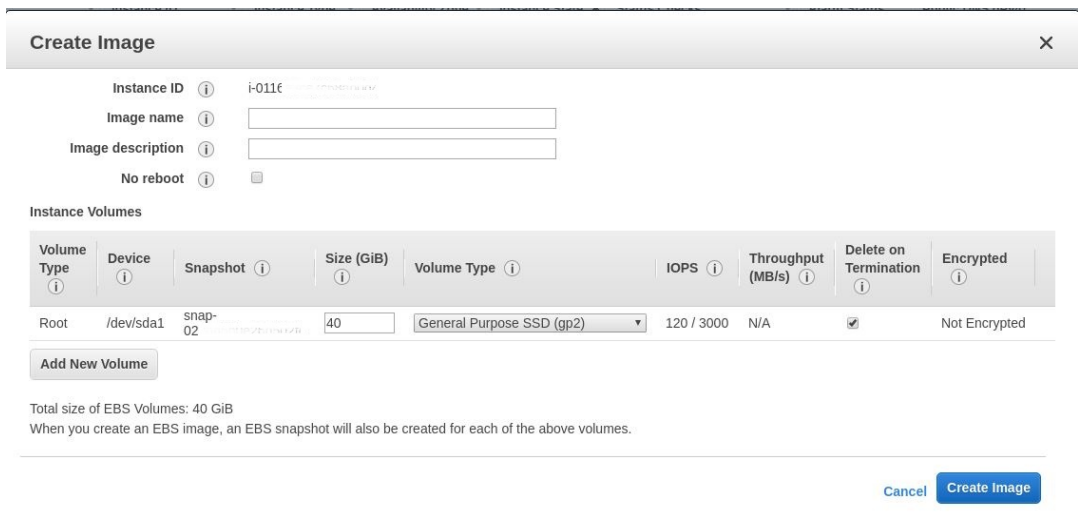 Create Image
Instance ID i-0116
Image name
Image description
No reboot
Instance Volumes
Volume Type Device Snapshot Size (GiB) Volume Type IOPS Throughput (MB/s) Delete on Termination Encrypted
Root /dev/sda1 snap-02 40 General Purpose SSD (gp2) 120 / 3000 N/A Not Encrypted
Add New Volume
Total size of EBS Volumes: 40 GiB
When you create an EBS image, an EBS snapshot will also be created for each of the above volumes.
Cancel Create Image